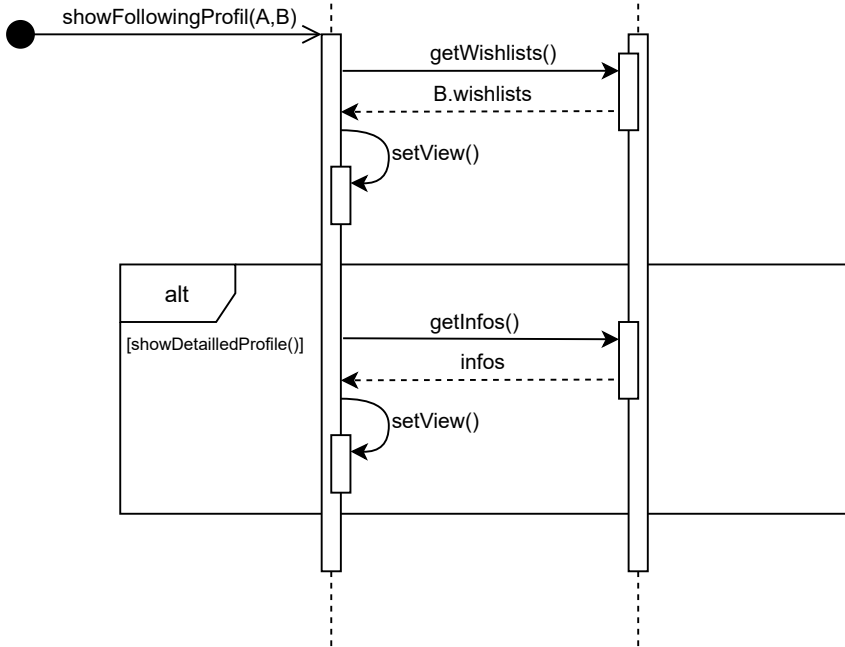 showFollowingProfil(A,B)
getWishlists()
B.wishlists
setView()
alt
getInfos()
[showDetailledProfile()]
infos
setView()